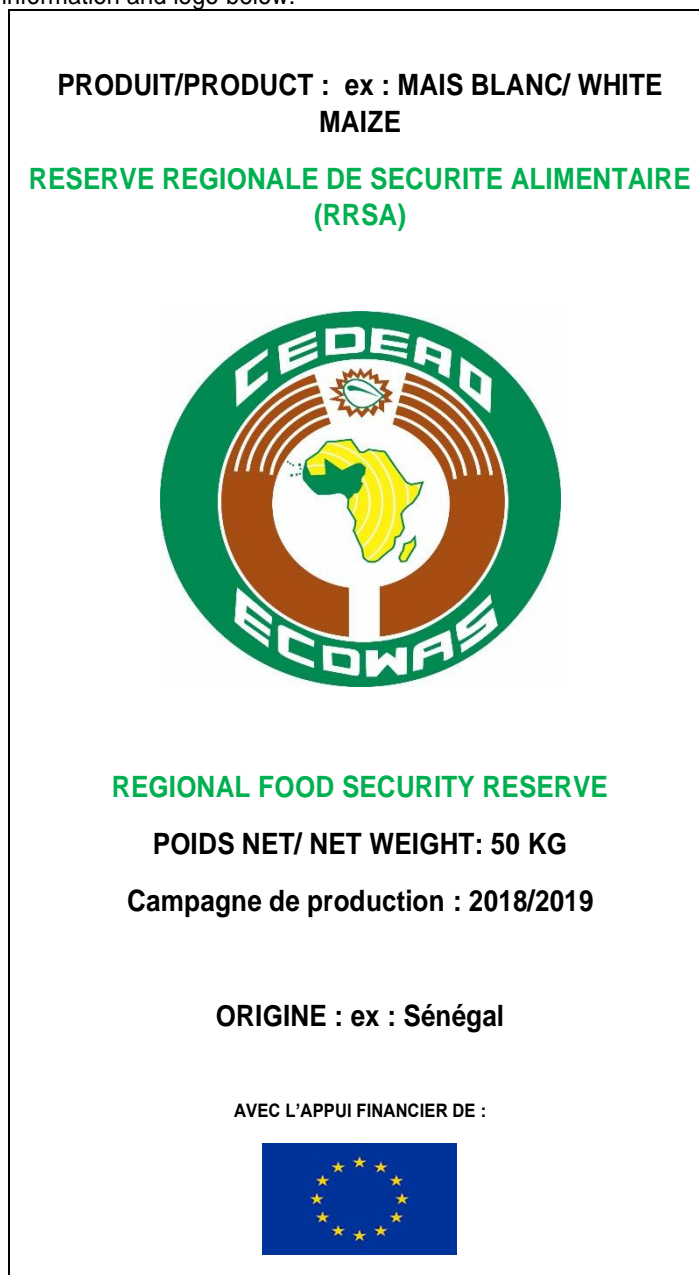 information and logo below:
PRODUIT/PRODUCT : ex : MAIS BLANC/ WHITE
MAIZE
RESERVE REGIONALE DE SECURITE ALIMENTAIRE
(RRSA)
CEDEAO
ECOWAS
REGIONAL FOOD SECURITY RESERVE
POIDS NET/ NET WEIGHT: 50 KG
Campagne de production : 2018/2019
ORIGINE : ex : Sénégal
AVEC L’APPUI FINANCIER DE :